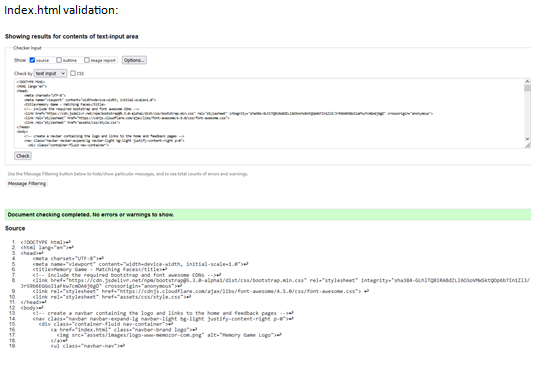 Index.html validation:
Showing results for contents of text-input area
Checker Input
Show source outline image report Options...
Check by text input CSS
<!DOCTYPE html>
<html lang="en">
<head>
<meta charset="UTF-8">
<meta name="viewport" content="width=device-width, initial-scale=1.0">
<title>Memory Game - Matching Faces</title>
<!-- include the required bootstrap and font awesome CDNs -->
<link href="https://cdn.jsdelivr.net/npm/bootstrap@5.3.0-alpha1/dist/css/bootstrap.min.css" rel="stylesheet" crossorigin="anonymous">
<link rel="stylesheet" href="https://cdnjs.cloudflare.com/ajax/libs/font-awesome/4.5.0/css/font-awesome.css">
<link rel="stylesheet" href="assets/css/style.css">
</head>
<body>
<!-- create a navbar containing the logo and links to the home and feedback pages -->
<nav class="navbar navbar-expand-lg navbar-light bg-light justify-content-right p-0">
<div class="container-fluid nav-container">
Check
Use the Message Filtering button below to hide/show particular messages, and to see total counts of errors and warnings.
Message Filtering
Document checking completed. No errors or warnings to show.
Source
1. <!DOCTYPE html>↩
2. <html lang="en">↩
3. <head>↩
4. <meta charset="UTF-8">↩
5. <meta name="viewport" content="width=device-width, initial-scale=1.0">↩
6. <title>Memory Game - Matching Faces</title>↩
7. <!-- include the required bootstrap and font awesome CDNs -->↩
8. <link href="https://cdn.jsdelivr.net/npm/bootstrap@5.3.0-alpha1/dist/css/bootstrap.min.css" rel="stylesheet"
crossorigin="anonymous">↩
9. <link rel="stylesheet" href="https://cdnjs.cloudflare.com/ajax/libs/font-awesome/4.5.0/css/font-awesome.css">↩
10. <link rel="stylesheet" href="assets/css/style.css">↩
11. </head>↩
12. <body>↩
13. <!-- create a navbar containing the logo and links to the home and feedback pages -->↩
14. <nav class="navbar navbar-expand-lg navbar-light bg-light justify-content-right p-0">↩
15. <div class="container-fluid nav-container">↩
16. <a href="index.html" class="navbar-brand logo">↩
17. <img src="assets/images/logo-www-memozor-com.png" alt="Memory Game Logo">↩
18. </a>↩
19. <ul class="navbar-nav">↩